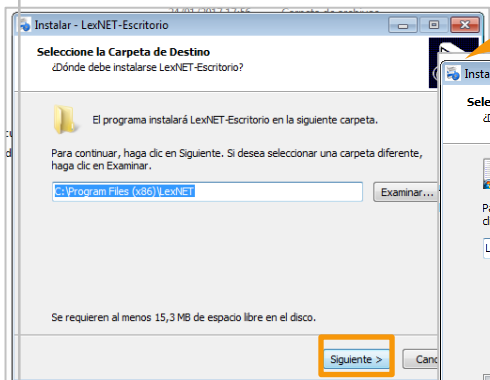 Instalar - LexNET-Escritorio
Seleccione la Carpeta de Destino
¿Dónde debe instalarse LexNET-Escritorio?
El programa instalará LexNET-Escritorio en la siguiente carpeta.
Para continuar, haga clic en Siguiente. Si desea seleccionar una carpeta diferente,
haga clic en Examinar.
C:\Program Files (x86)\LexNET
Examinar...
Se requieren al menos 15,3 MB de espacio libre en el disco.
Siguiente >
Canc
Insta
Sele